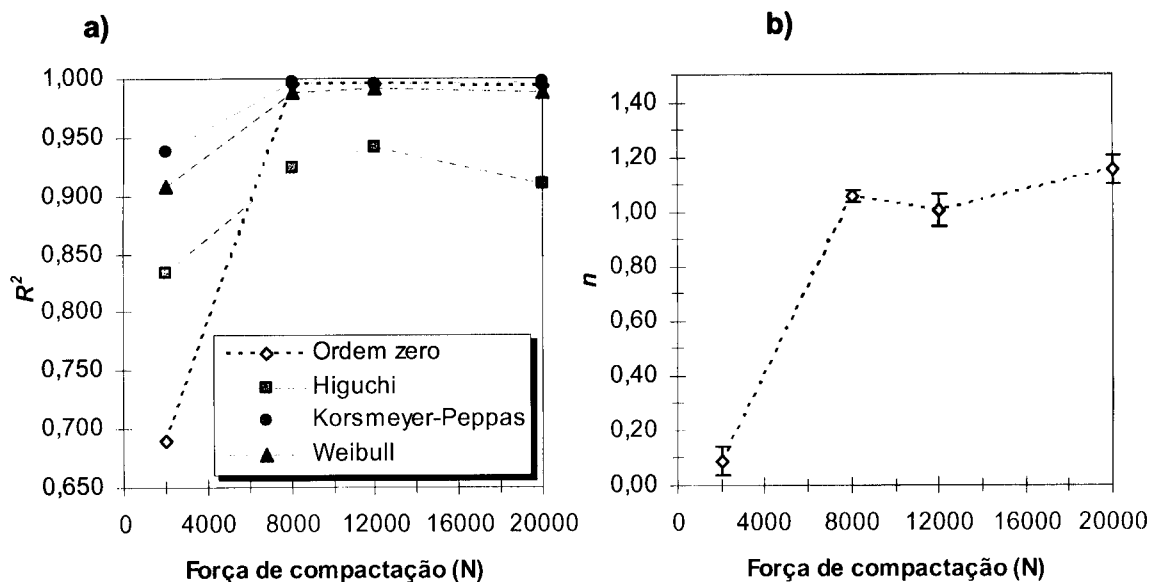 a)
1,000
0,950
0,900
0,850
0,800
0,750
0,700
0,650
R²
Ordem zero
Higuchi
Korsmeyer-Peppas
Weibull
0 4000 8000 12000 16000 20000
Força de compactação (N)
b)
1,40
1,20
1,00
0,80
0,60
0,40
0,20
0,00
n
0 4000 8000 12000 16000 20000
Força de compactação (N)